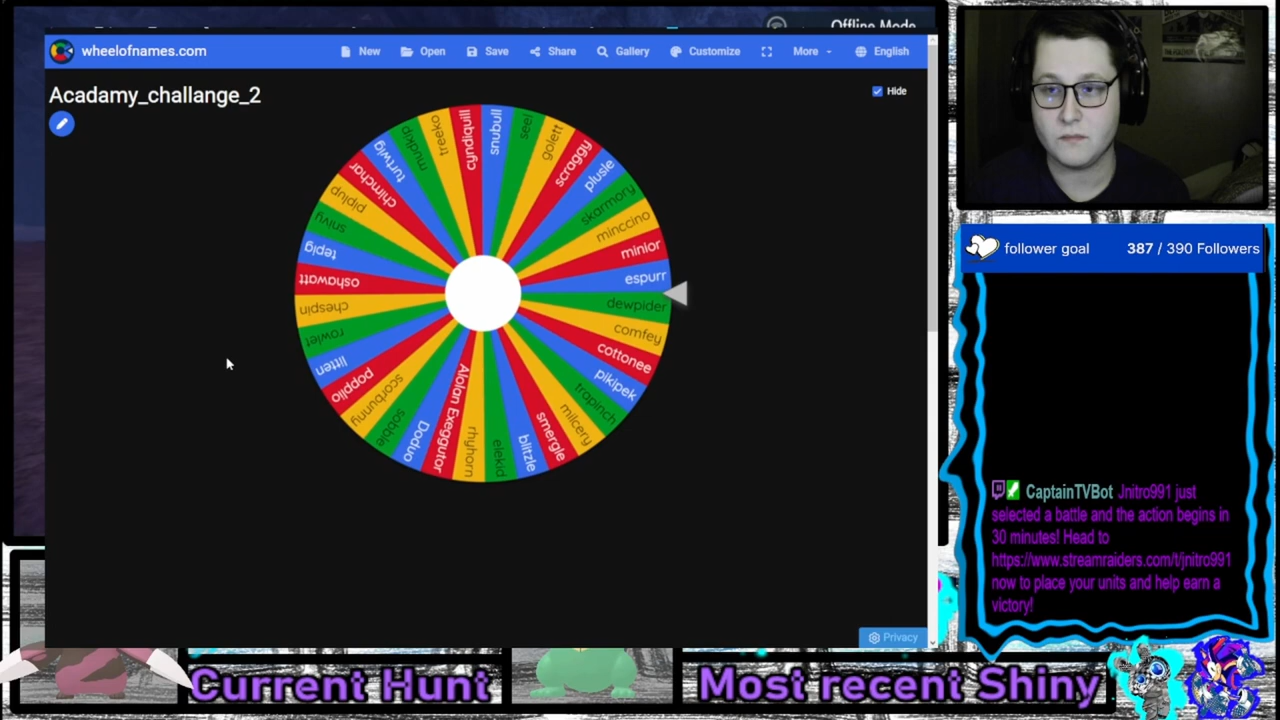 Offline Mode
wheelofnames.com New Open Save Share Gallery Customize More English
Acadamy_challange_2
Hide
snubull
seel
golett
scraggy
plusle
skarmory
minccino
minior
espurr
dewpider
comfey
cottonee
pikipek
trapinch
milcery
smergle
blitzle
elekid
rhyhorn
Alolan Exeggutor
Doduo
sobble
scorbunny
popplio
litten
rowlet
chespin
oshawatt
tepig
snivy
piplup
chimchar
turtwig
mudkip
treeko
cyndiquill
Privacy
follower goal 387 / 390 Followers
CaptainTVBot Jnitro991 just
selected a battle and the action begins in
30 minutes! Head to
https://www.streamraiders.com/t/jnitro991
now to place your units and help earn a
victory!
Current Hunt
Most recent Shiny